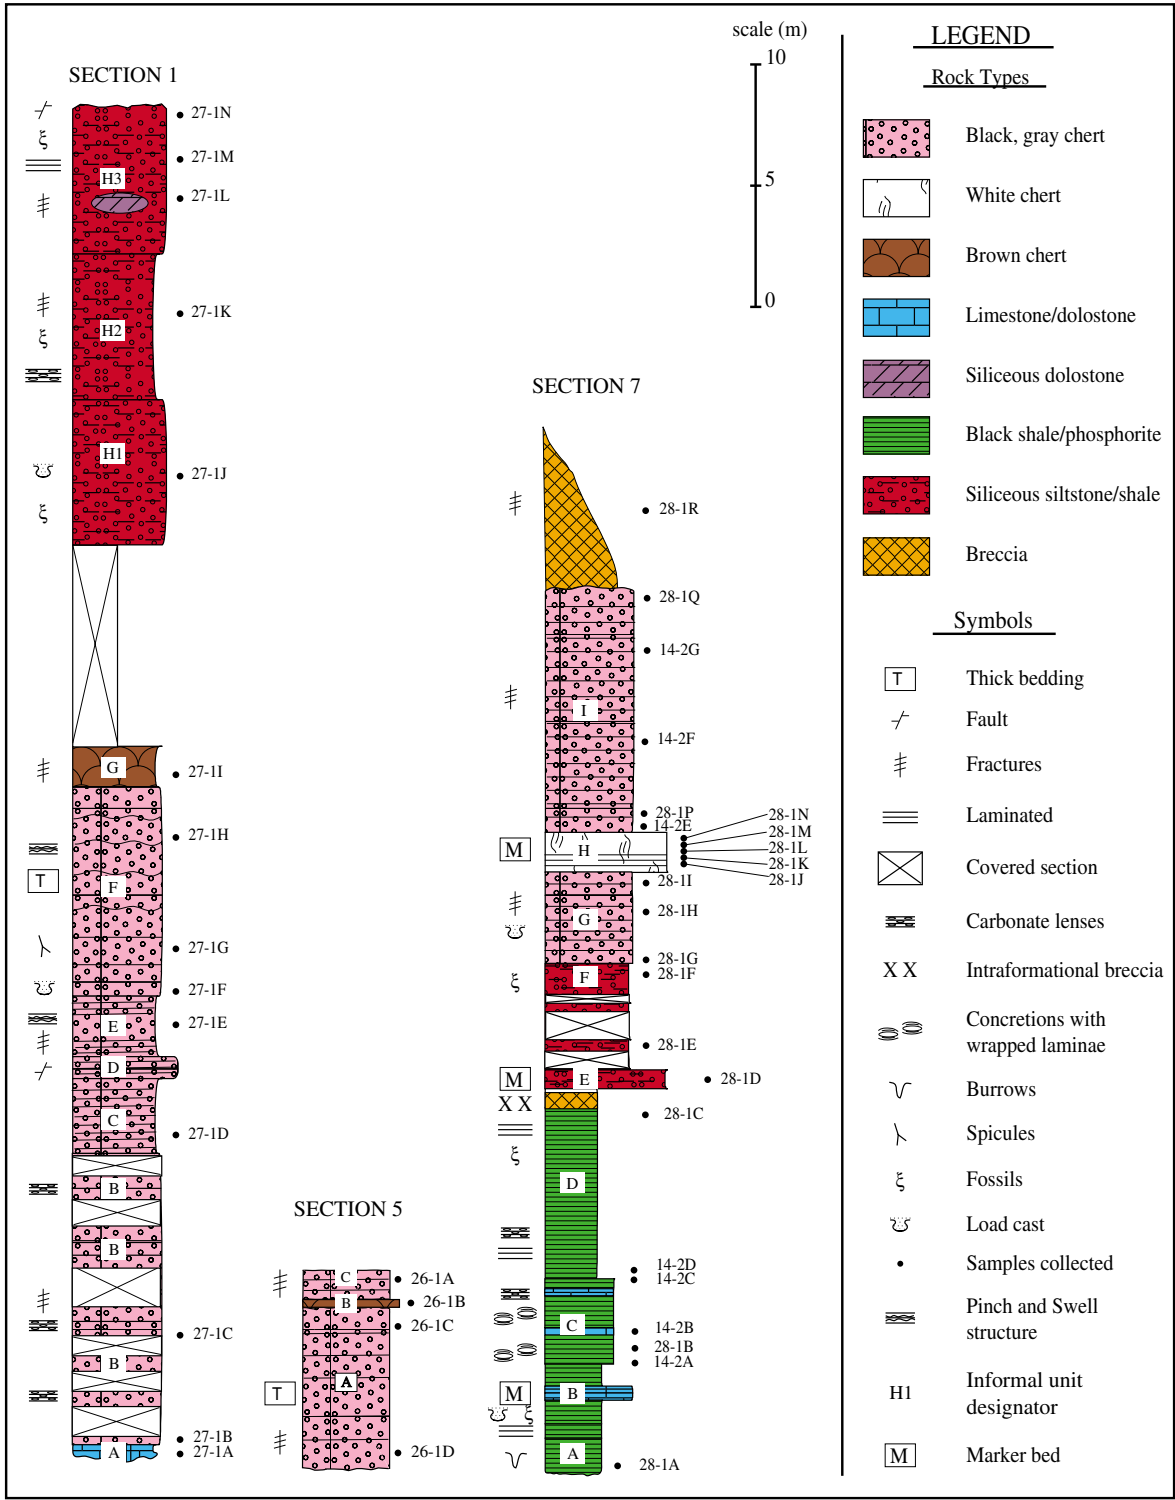 SECTION 1
27-1N
27-1M
H3
27-1L
27-1K
H2
H1
27-1J
G
27-1I
27-1H
T
F
27-1G
27-1F
E
27-1E
D
C
27-1D
B
B
27-1C
B
27-1B
A
27-1A
SECTION 5
C
26-1A
B
26-1B
26-1C
T
A
26-1D
scale (m)
10
5
0
SECTION 7
28-1R
28-1Q
14-2G
I
14-2F
28-1P
14-2E
28-1N
28-1M
28-1L
28-1K
28-1J
M
H
28-1I
28-1H
G
28-1G
28-1F
F
28-1E
M
E
28-1D
X X
28-1C
D
14-2D
14-2C
C
14-2B
28-1B
14-2A
M
B
A
28-1A
LEGEND
Rock Types
Black, gray chert
White chert
Brown chert
Limestone/dolostone
Siliceous dolostone
Black shale/phosphorite
Siliceous siltstone/shale
Breccia
Symbols
T Thick bedding
Fault
Fractures
Laminated
Covered section
Carbonate lenses
X X Intraformational breccia
Concretions with
wrapped laminae
Burrows
Spicules
ξ Fossils
Load cast
Samples collected
Pinch and Swell
structure
H1 Informal unit
designator
M Marker bed